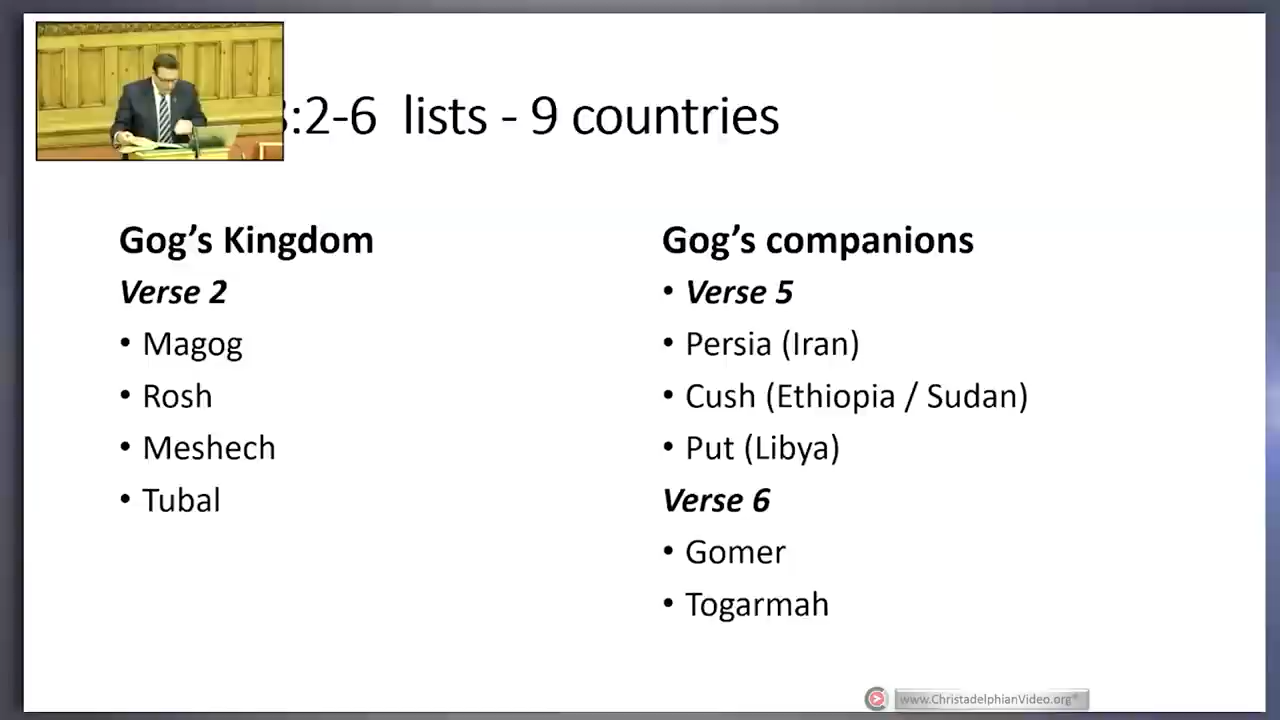 :2-6 lists - 9 countries
Gog’s Kingdom
Verse 2
• Magog
• Rosh
• Meshech
• Tubal
Gog’s companions
• Verse 5
• Persia (Iran)
• Cush (Ethiopia / Sudan)
• Put (Libya)
Verse 6
• Gomer
• Togarmah
www.ChristadelphianVideo.org